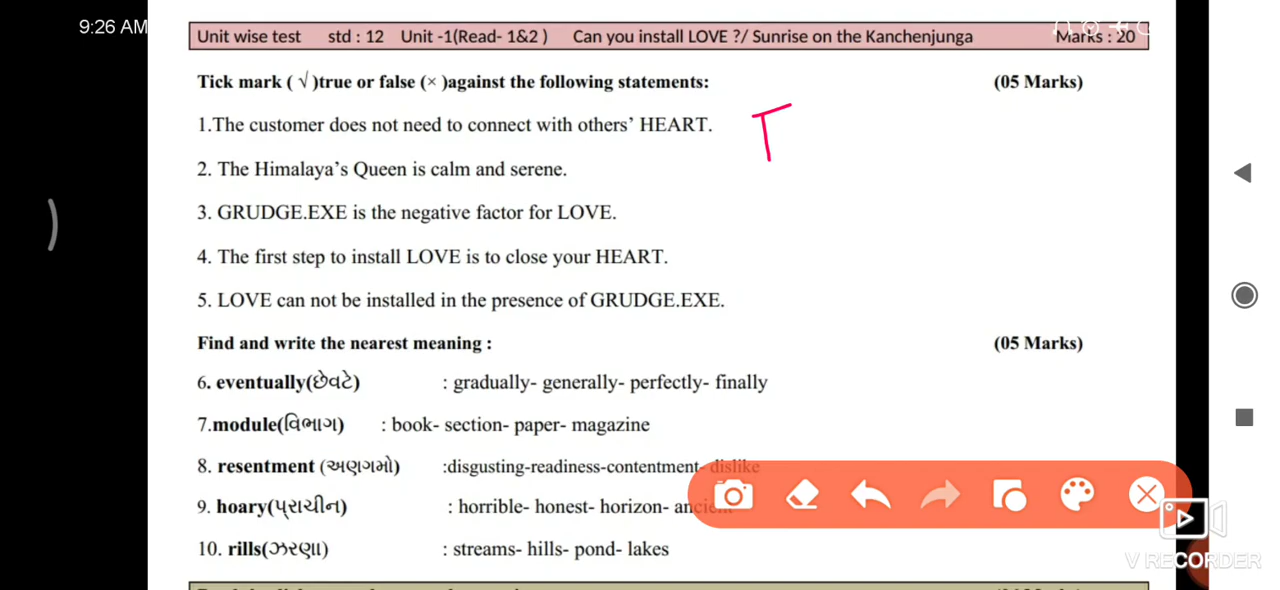 9:26 AM
Unit wise test std : 12 Unit -1(Read- 1&2 ) Can you install LOVE ?/ Sunrise on the Kanchenjunga Marks : 20
Tick mark ( √ )true or false (× )against the following statements: (05 Marks)
1.The customer does not need to connect with others’ HEART. T
2. The Himalaya’s Queen is calm and serene.
3. GRUDGE.EXE is the negative factor for LOVE.
4. The first step to install LOVE is to close your HEART.
5. LOVE can not be installed in the presence of GRUDGE.EXE.
Find and write the nearest meaning : (05 Marks)
6. eventually(છેવટે) : gradually- generally- perfectly- finally
7.module(વિભાગ) : book- section- paper- magazine
8. resentment (અણગમો) :disgusting-readiness-contentment- dislike
9. hoary(પ્રાચીન) : horrible- honest- horizon- ancient
10. rills(ઝરણા) : streams- hills- pond- lakes
V RECORDER